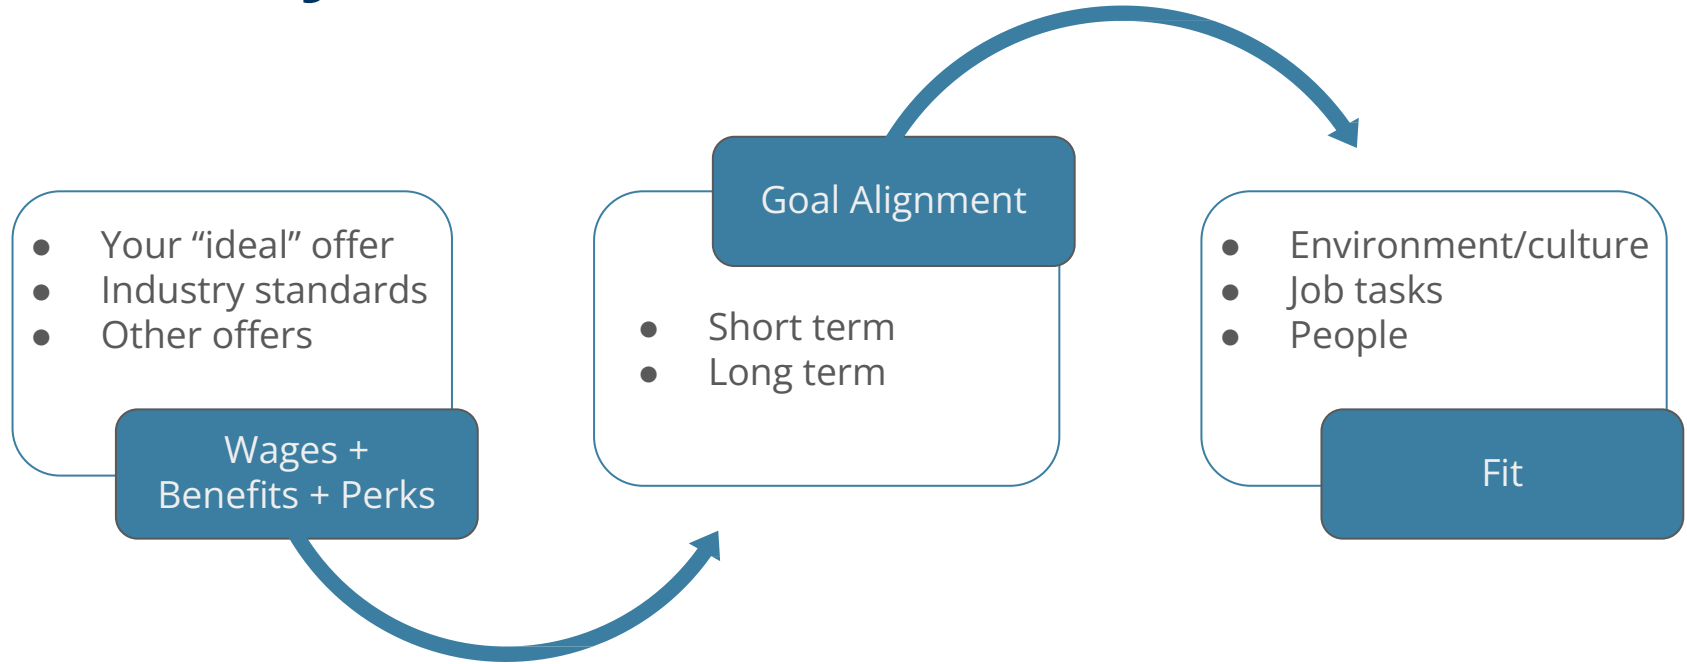 ● Your “ideal” offer
● Industry standards
● Other offers
Wages +
Benefits + Perks
Goal Alignment
● Short term
● Long term
● Environment/culture
● Job tasks
● People
Fit